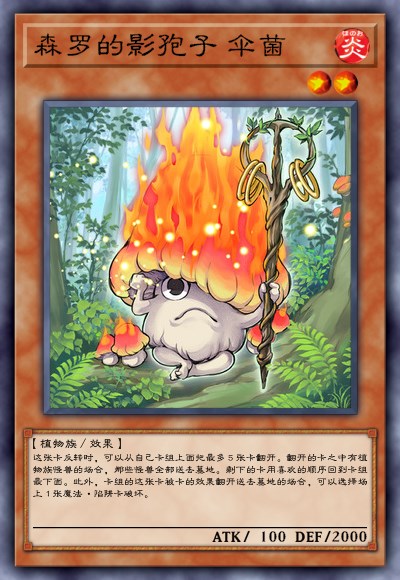 森罗的影孢子 伞菌
炎
【植物族／效果】
这张卡反转时，可以从自己卡组上面把最多5张卡翻开。翻开的卡之中有植
物族怪兽的场合，那些怪兽全部送去墓地。剩下的卡用喜欢的顺序回到卡组
最下面。此外，卡组的这张卡被卡的效果翻开送去墓地的场合，可以选择场
上1张魔法·陷阱卡破坏。
ATK/ 100 DEF/2000